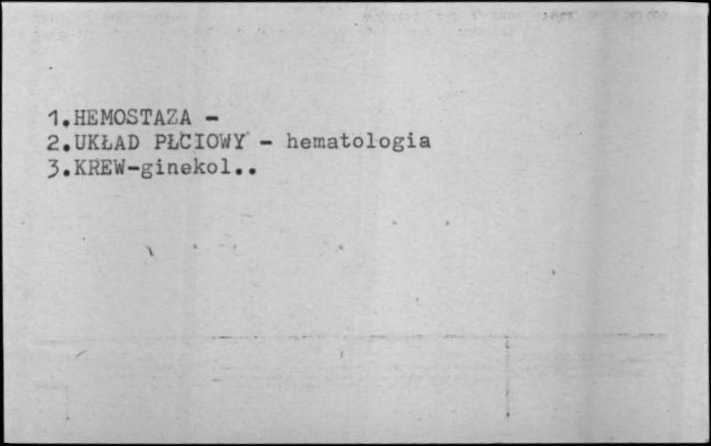 1.HEMOSTAZA -
2.UKŁAD PŁCIOWY - hematologia
3.KREW-ginekol..